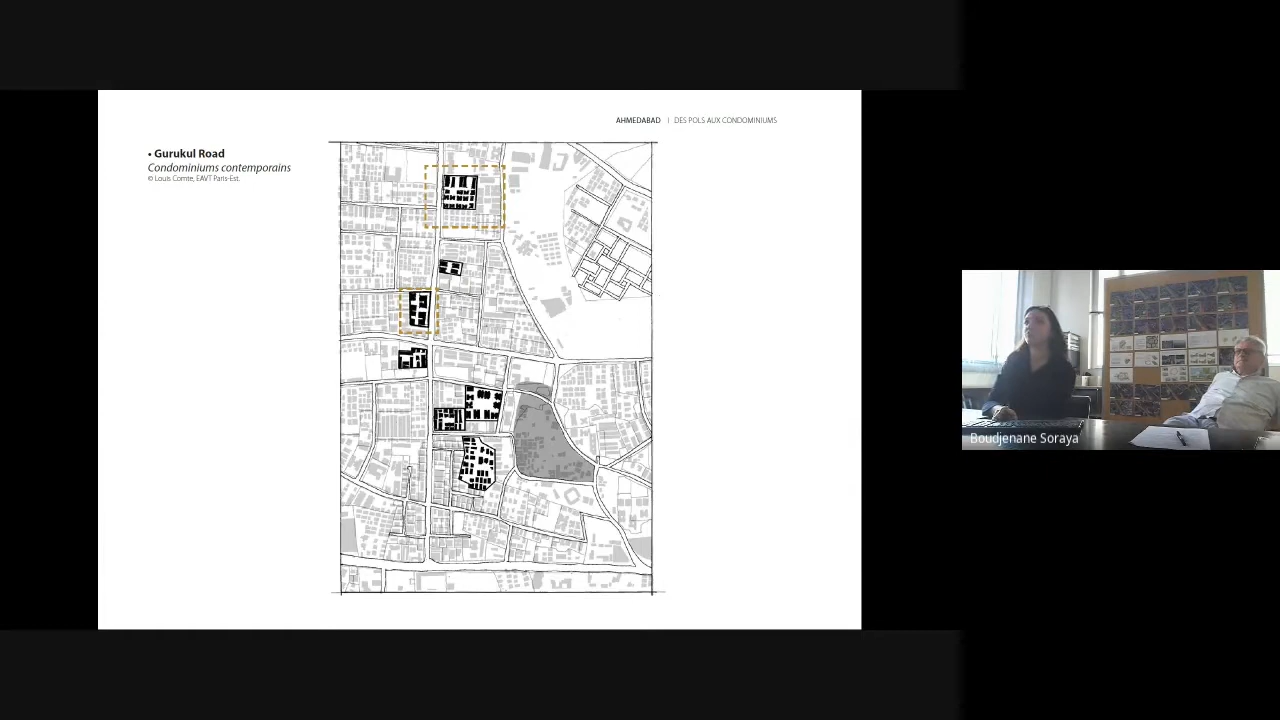 AHMEDABAD | DES POLS AUX CONDOMINIUMS
• Gurukul Road
Condominiums contemporains
© Louis Comte, EAVT Paris-Est.
Boudjenane Soraya